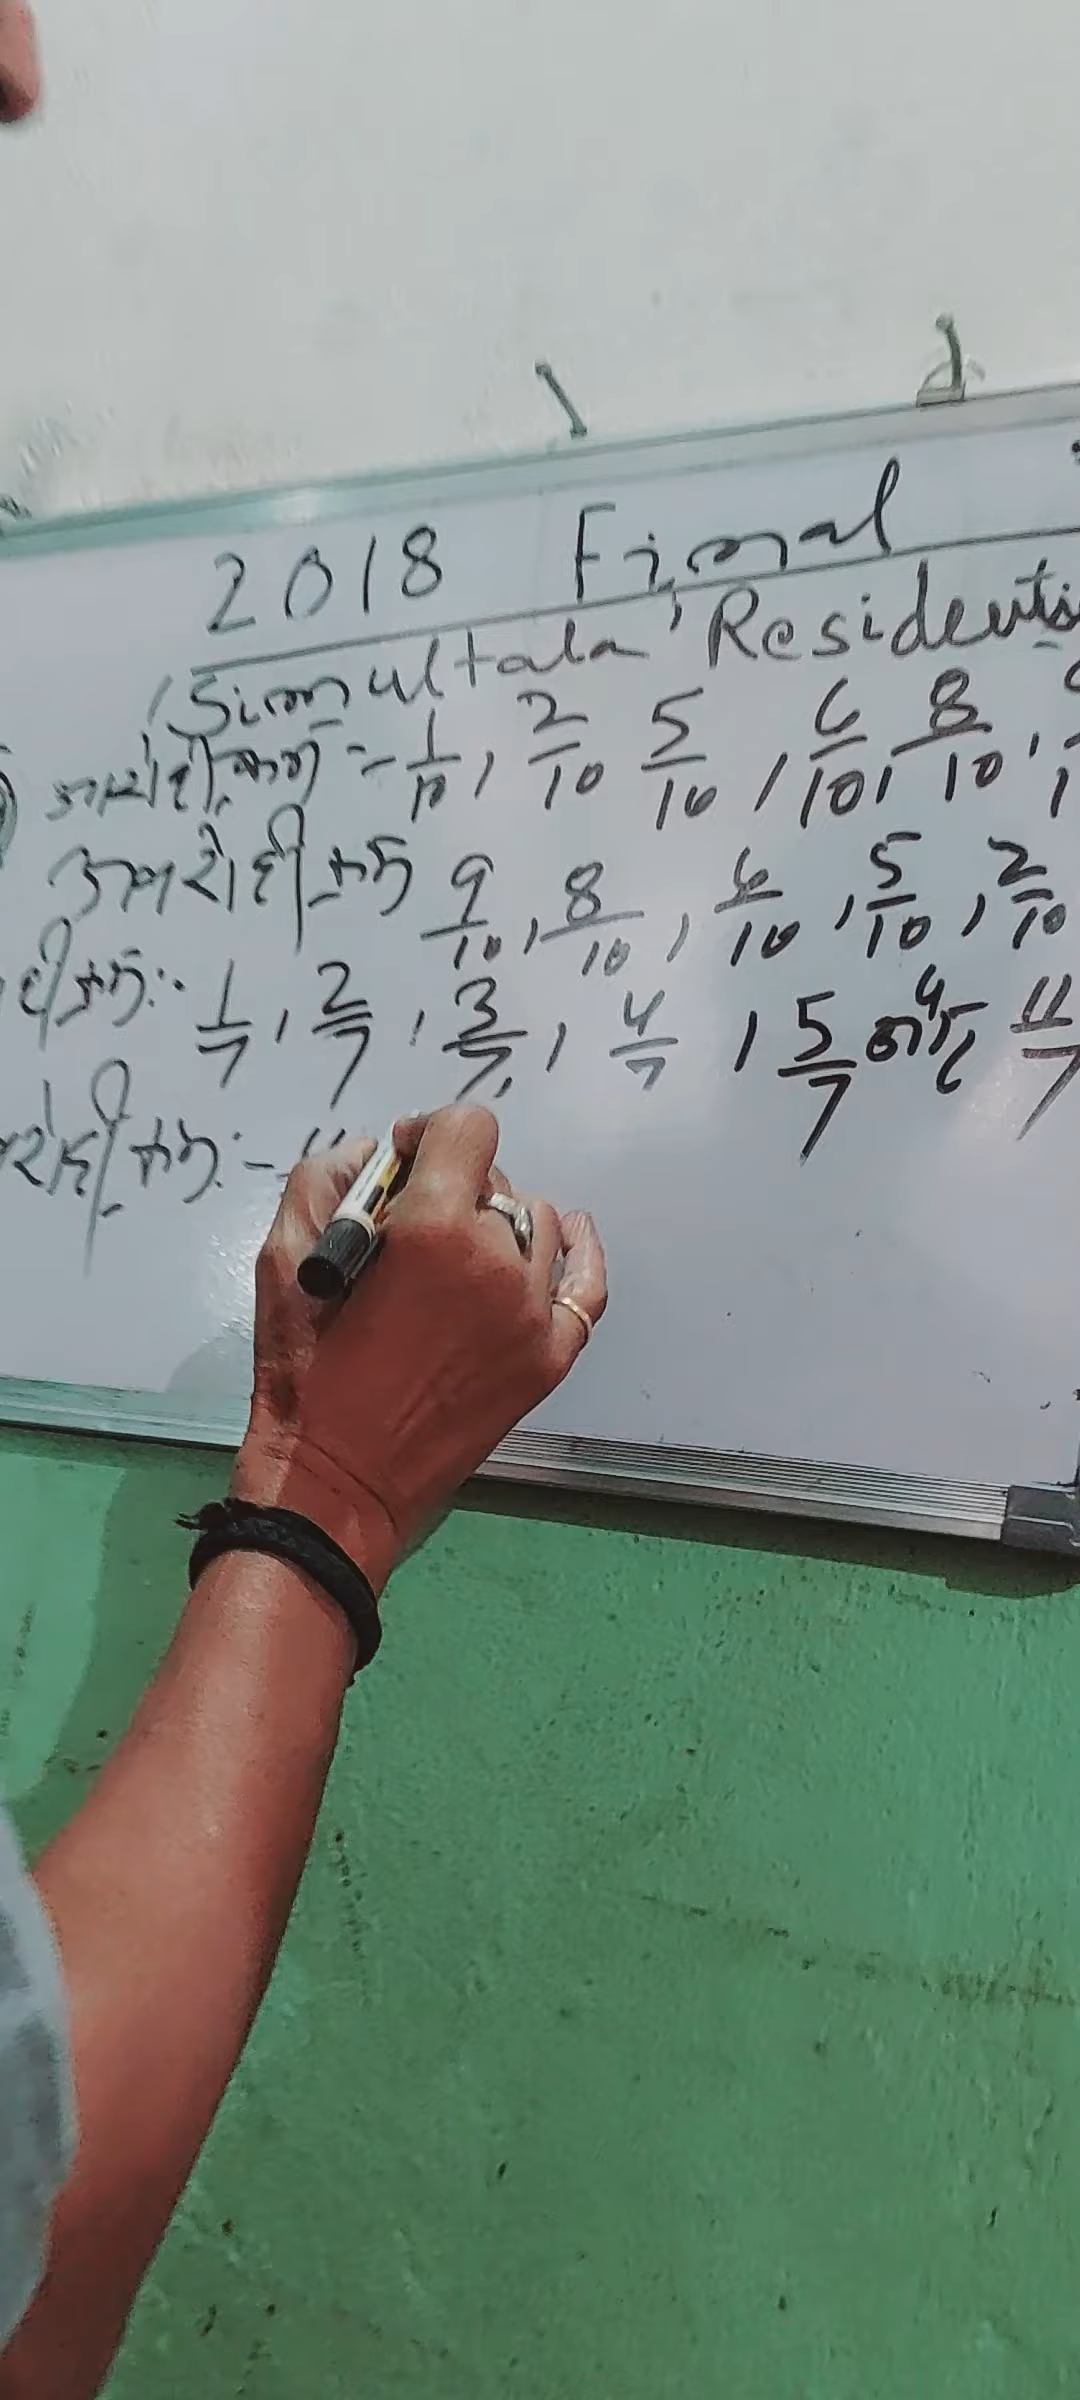 2018 Final
Simultala Residenti
आरोही क्रम = 1/10, 2/10 5/10, 6/10, 8/10,
अवरोही क्रम 9/10, 8/10, 6/10, 5/10, 2/10
ही क्रम:- 1/7, 2/7, 3/7, 4/7, 5/7 और 11/7
रोही क्रम:-